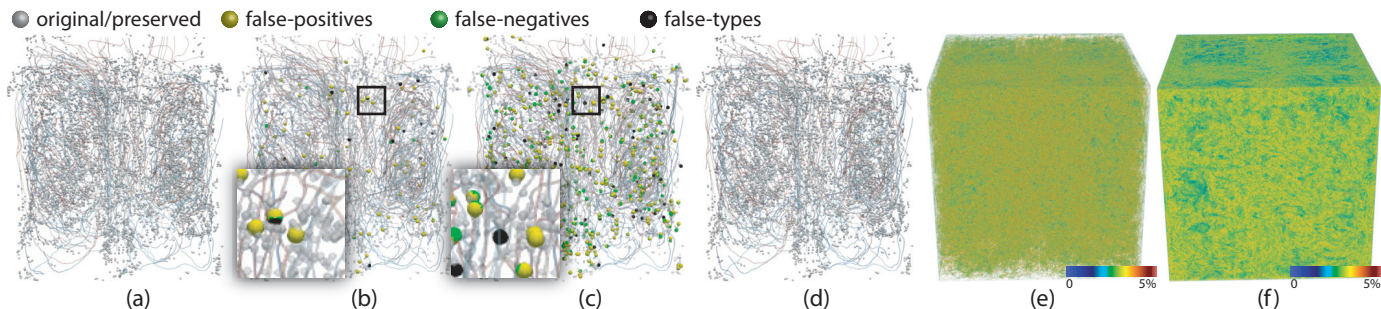 original/preserved false-positives false-negatives false-types
0 5% 0 5%
(a) (b) (c) (d) (e) (f)